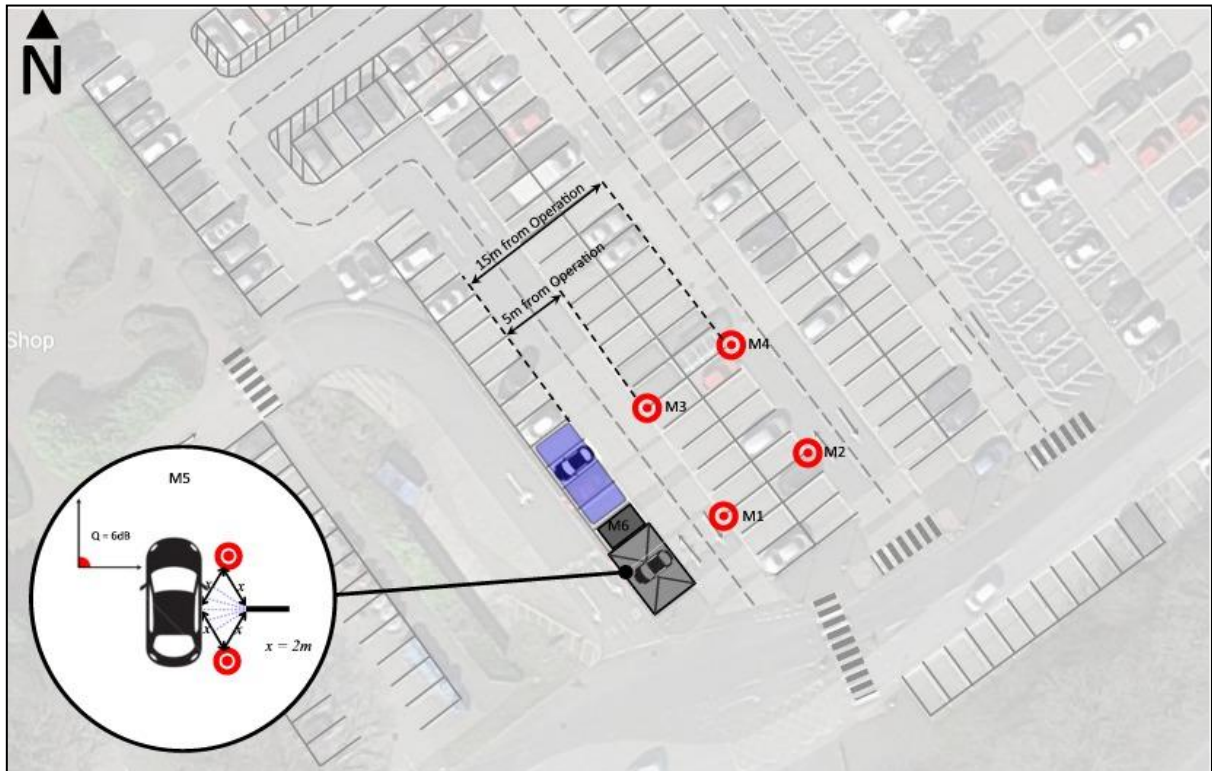 N
15m from Operation
5m from Operation
Shop
M4
M3
M2
M1
M6
M5
Q = 6dB
x
x
x
x
x = 2m